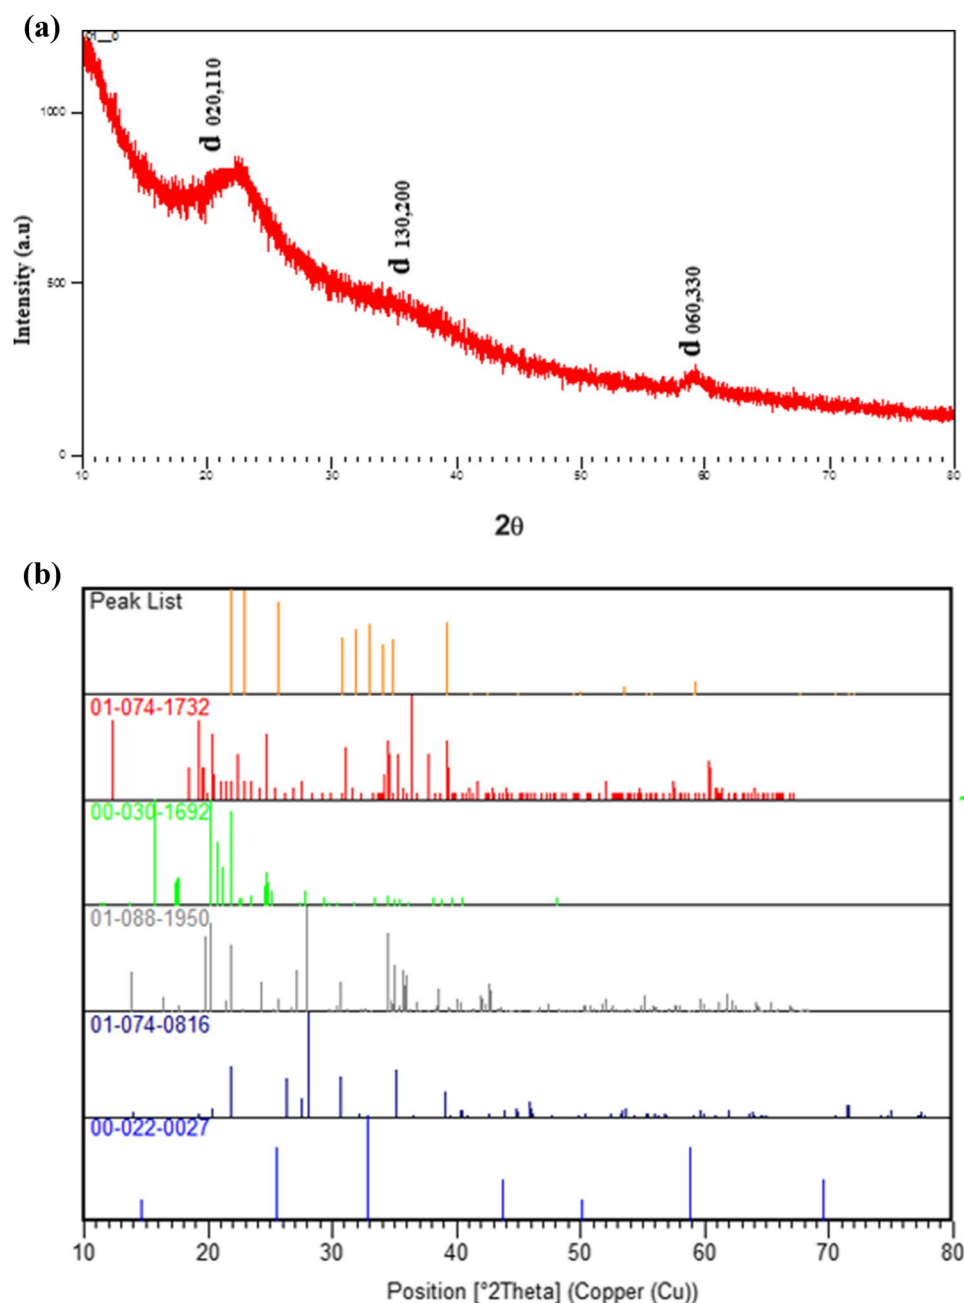 (a)
d 020,110
d 130,200
d 060,330
1000
500
0
Intensity (a.u)
10 20 30 40 50 60 70 80
2θ
(b)
Peak List
01-074-1732
00-030-1692
01-088-1950
01-074-0816
00-022-0027
10 20 30 40 50 60 70 80
Position [°2Theta] (Copper (Cu))